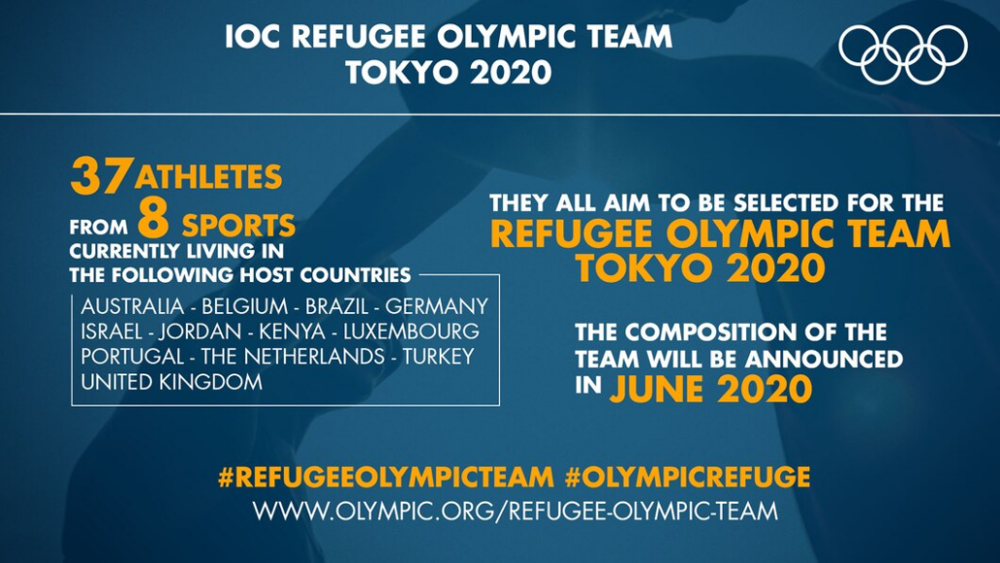 IOC REFUGEE OLYMPIC TEAM
TOKYO 2020
37 ATHLETES
FROM 8 SPORTS
CURRENTLY LIVING IN
THE FOLLOWING HOST COUNTRIES
AUSTRALIA - BELGIUM - BRAZIL - GERMANY
ISRAEL - JORDAN - KENYA - LUXEMBOURG
PORTUGAL - THE NETHERLANDS - TURKEY
UNITED KINGDOM
THEY ALL AIM TO BE SELECTED FOR THE
REFUGEE OLYMPIC TEAM
TOKYO 2020
THE COMPOSITION OF THE
TEAM WILL BE ANNOUNCED
IN JUNE 2020
#REFUGEEOLYMPICTEAM #OLYMPICREFUGE
WWW.OLYMPIC.ORG/REFUGEE-OLYMPIC-TEAM